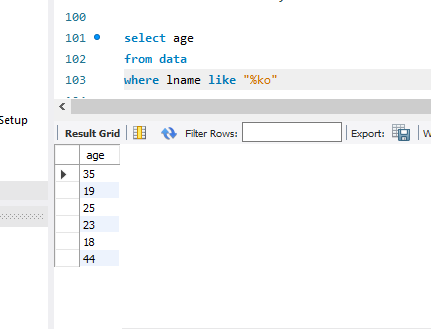 100
101 select age
102 from data
103 where lname like "%ko"
Setup
Result Grid Filter Rows: Export: W
age
35
19
25
23
18
44